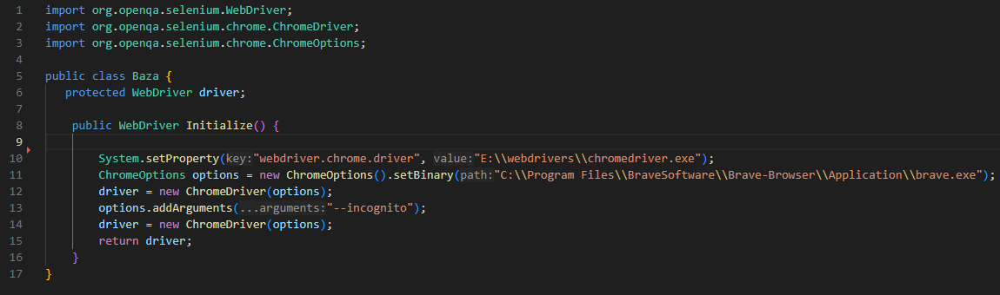 1 import org.openqa.selenium.WebDriver;
2 import org.openqa.selenium.chrome.ChromeDriver;
3 import org.openqa.selenium.chrome.ChromeOptions;
4
5 public class Baza {
6 protected WebDriver driver;
7
8 public WebDriver Initialize() {
9
10 System.setProperty(key:"webdriver.chrome.driver", value:"E:\\webdrivers\\chromedriver.exe");
11 ChromeOptions options = new ChromeOptions().setBinary(path:"C:\\Program Files\\BraveSoftware\\Brave-Browser\\Application\\brave.exe");
12 driver = new ChromeDriver(options);
13 options.addArguments(...arguments:"--incognito");
14 driver = new ChromeDriver(options);
15 return driver;
16 }
17 }